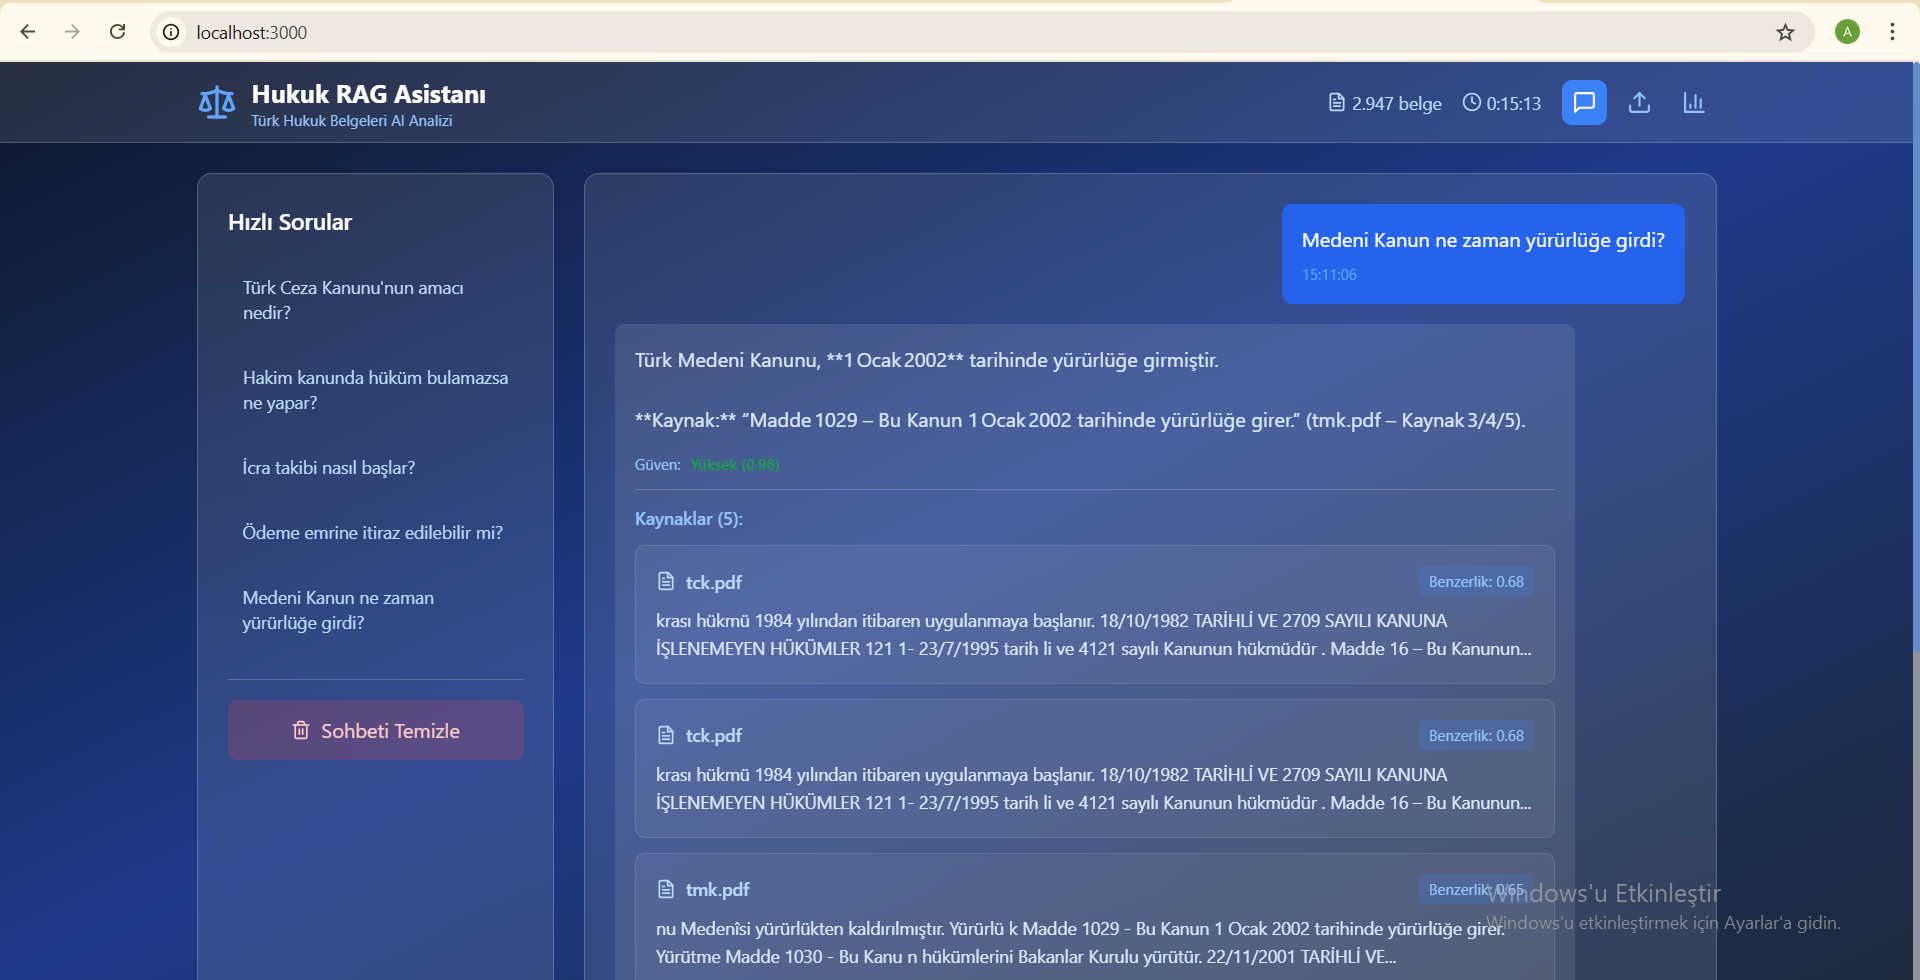 localhost:3000
A
Hukuk RAG Asistanı
Türk Hukuk Belgeleri AI Analizi
2.947 belge
0:15:13
Hızlı Sorular
Türk Ceza Kanunu'nun amacı
nedir?
Hakim kanunda hüküm bulamazsa
ne yapar?
İcra takibi nasıl başlar?
Ödeme emrine itiraz edilebilir mi?
Medeni Kanun ne zaman
yürürlüğe girdi?
Sohbeti Temizle
Medeni Kanun ne zaman yürürlüğe girdi?
15:11:06
Türk Medeni Kanunu, **1 Ocak 2002** tarihinde yürürlüğe girmiştir.
**Kaynak:** “Madde 1029 – Bu Kanun 1 Ocak 2002 tarihinde yürürlüğe girer.” (tmk.pdf – Kaynak 3/4/5).
Güven: Yüksek (0.98)
Kaynaklar (5):
tck.pdf
Benzerlik: 0.68
krası hükmü 1984 yılından itibaren uygulanmaya başlanır. 18/10/1982 TARİHLİ VE 2709 SAYILI KANUNA
İŞLENEMEYEN HÜKÜMLER 121 1- 23/7/1995 tarih li ve 4121 sayılı Kanunun hükmüdür . Madde 16 – Bu Kanunun...
tck.pdf
Benzerlik: 0.68
krası hükmü 1984 yılından itibaren uygulanmaya başlanır. 18/10/1982 TARİHLİ VE 2709 SAYILI KANUNA
İŞLENEMEYEN HÜKÜMLER 121 1- 23/7/1995 tarih li ve 4121 sayılı Kanunun hükmüdür . Madde 16 – Bu Kanunun...
tmk.pdf
Benzerlik: 0.65
nu Medenîsi yürürlükten kaldırılmıştır. Yürürlü k Madde 1029 - Bu Kanun 1 Ocak 2002 tarihinde yürürlüğe girer.
Yürütme Madde 1030 - Bu Kanu n hükümlerini Bakanlar Kurulu yürütür. 22/11/2001 TARİHLİ VE...
Windows'u Etkinleştir
Windows'u etkinleştirmek için Ayarlar'a gidin.